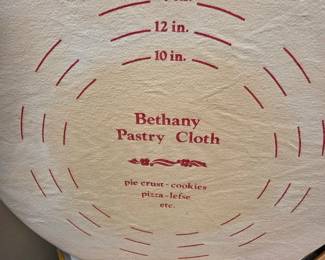 12 in.
10 in.
Bethany
Pastry Cloth
pie crust - cookies
pizza - lefse
etc.